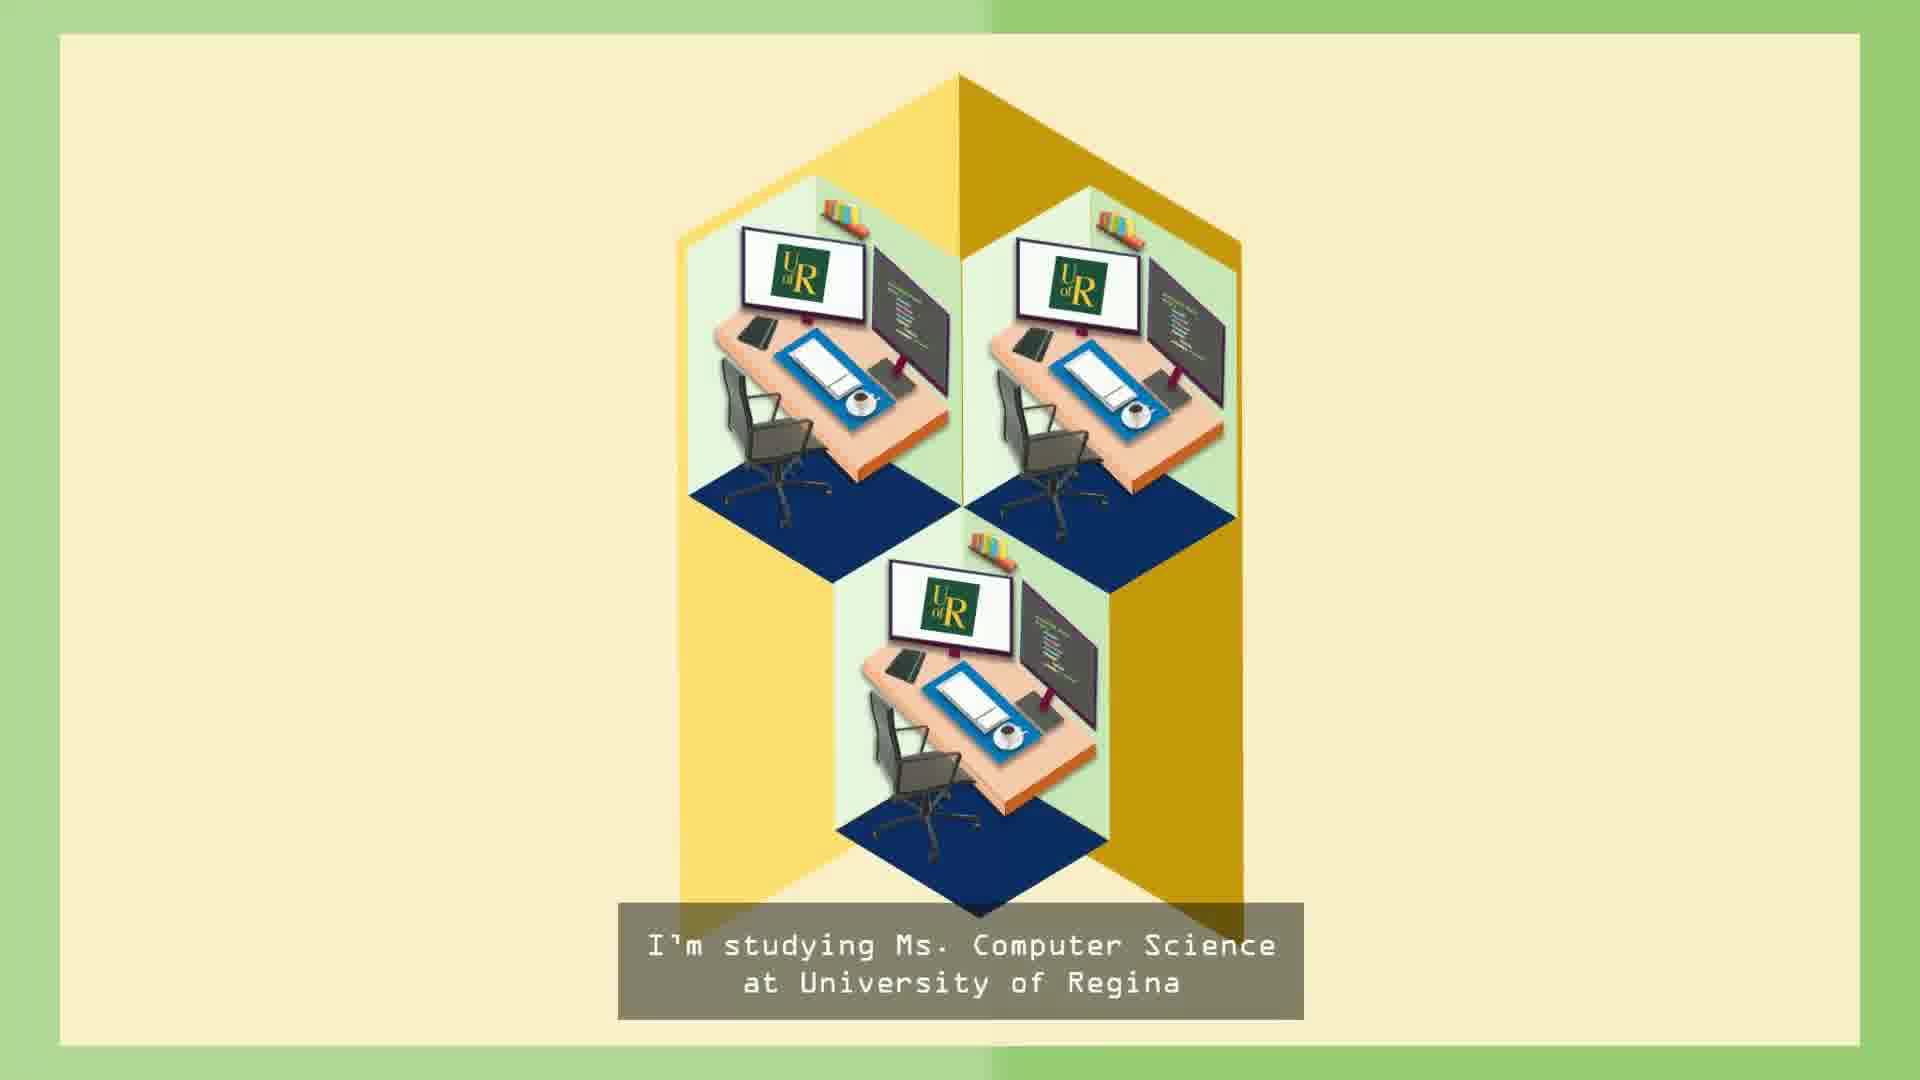 U
of R
U
of R
U
of R
I'm studying Ms. Computer Science
at University of Regina